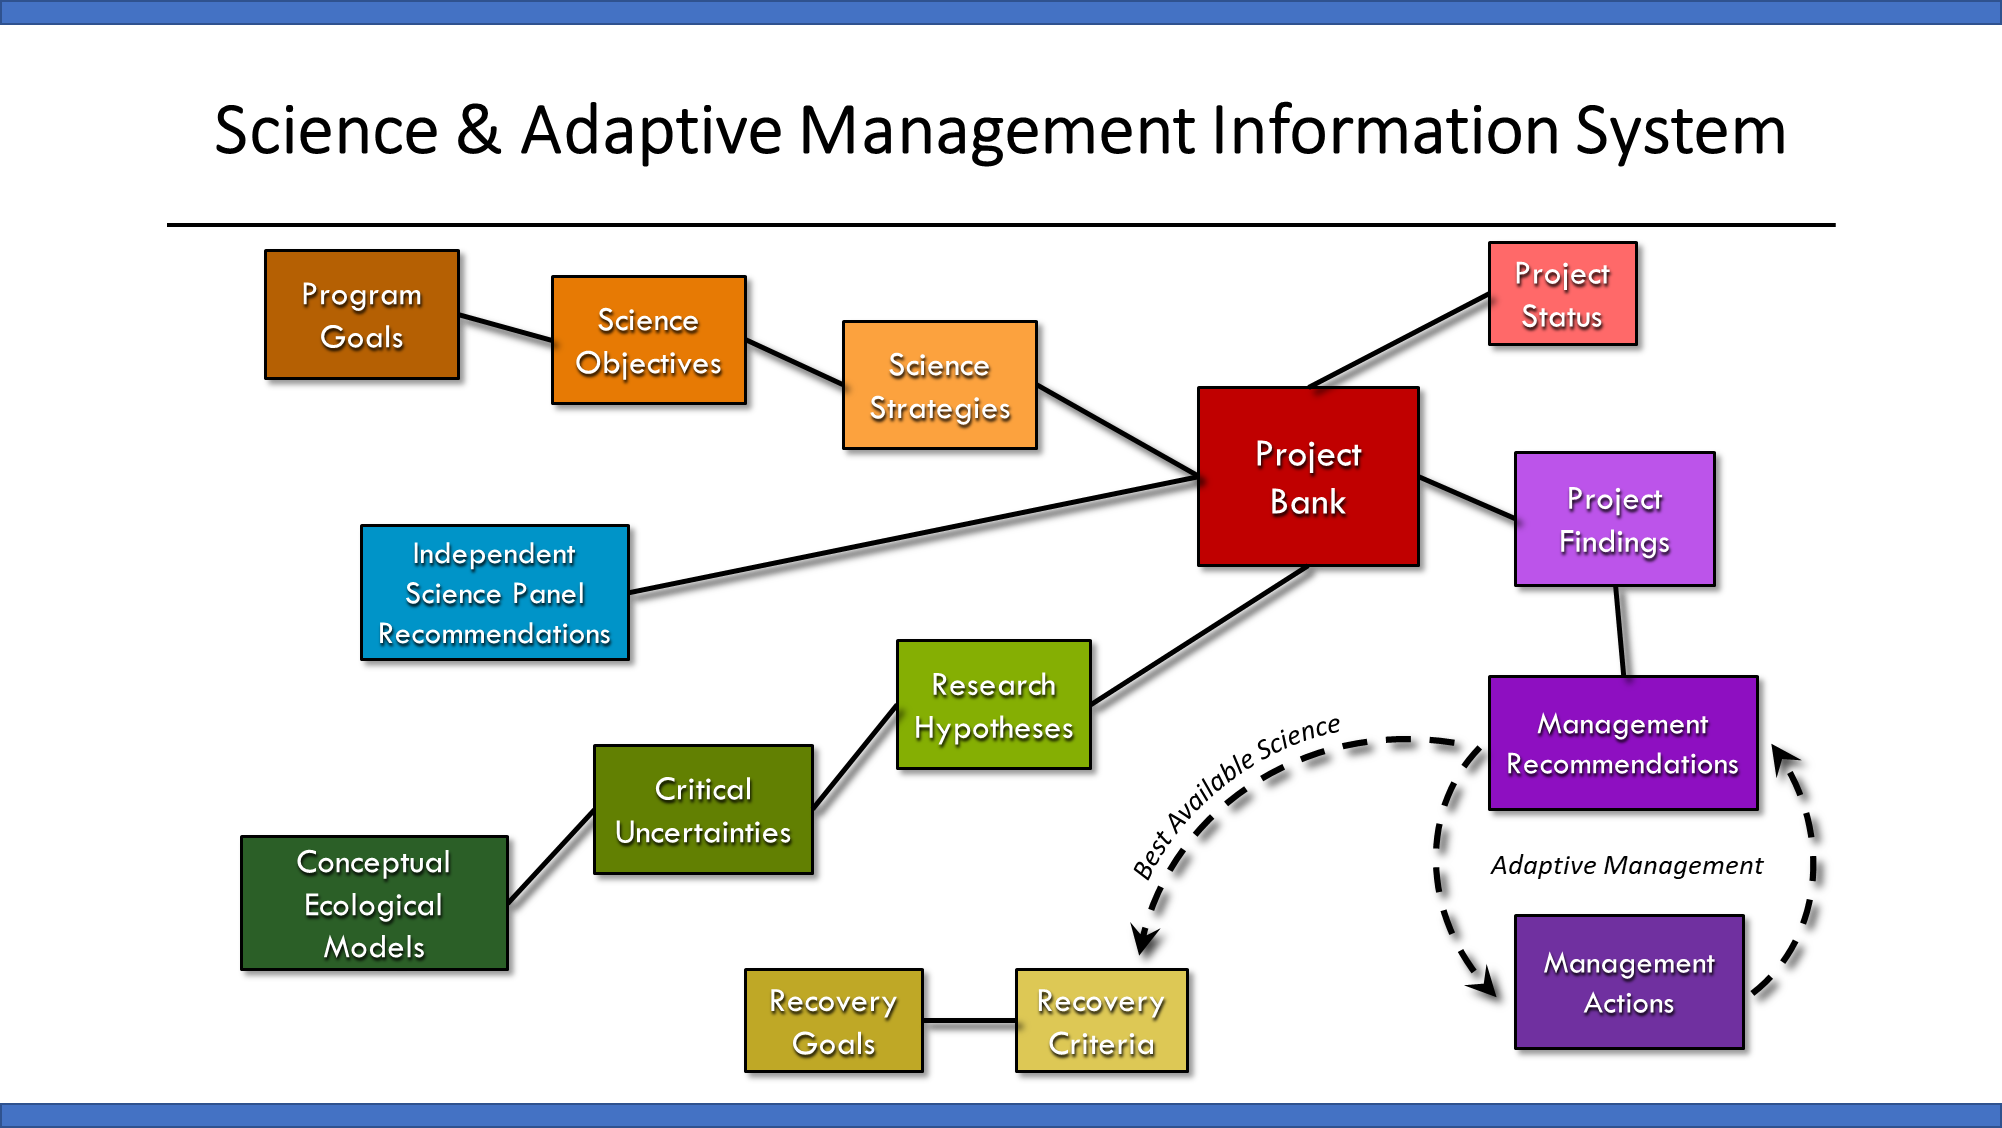 Science & Adaptive Management Information System
Program
Goals
Science
Objectives
Science
Strategies
Project
Status
Project
Bank
Project
Findings
Independent
Science Panel
Recommendations
Research
Hypotheses
Critical
Uncertainties
Conceptual
Ecological
Models
Best Available Science
Management
Recommendations
Adaptive Management
Management
Actions
Recovery
Goals
Recovery
Criteria